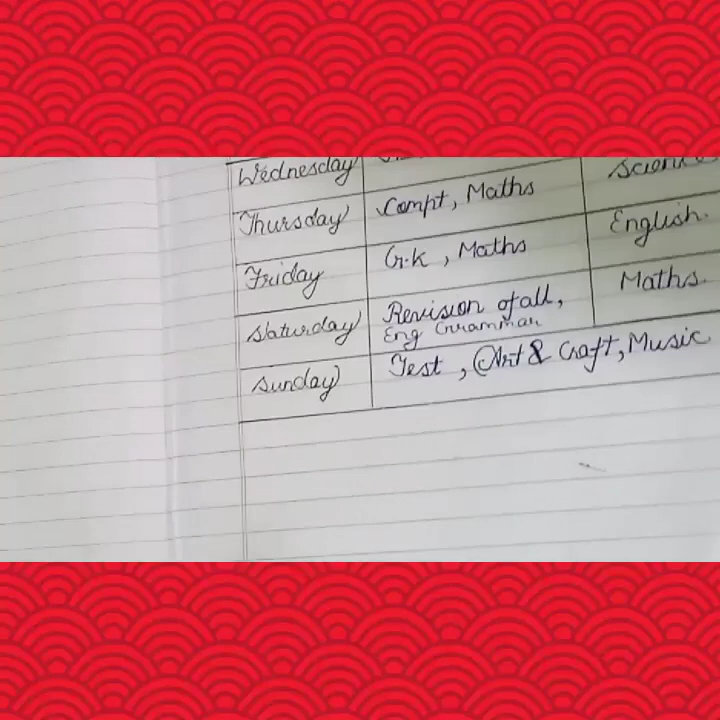 Wednesday
Thursday Compt, Maths English.
Friday G.K, Maths Maths.
Saturday Revision of all,
Eng Grammar
Sunday Test, Art & Craft, Music